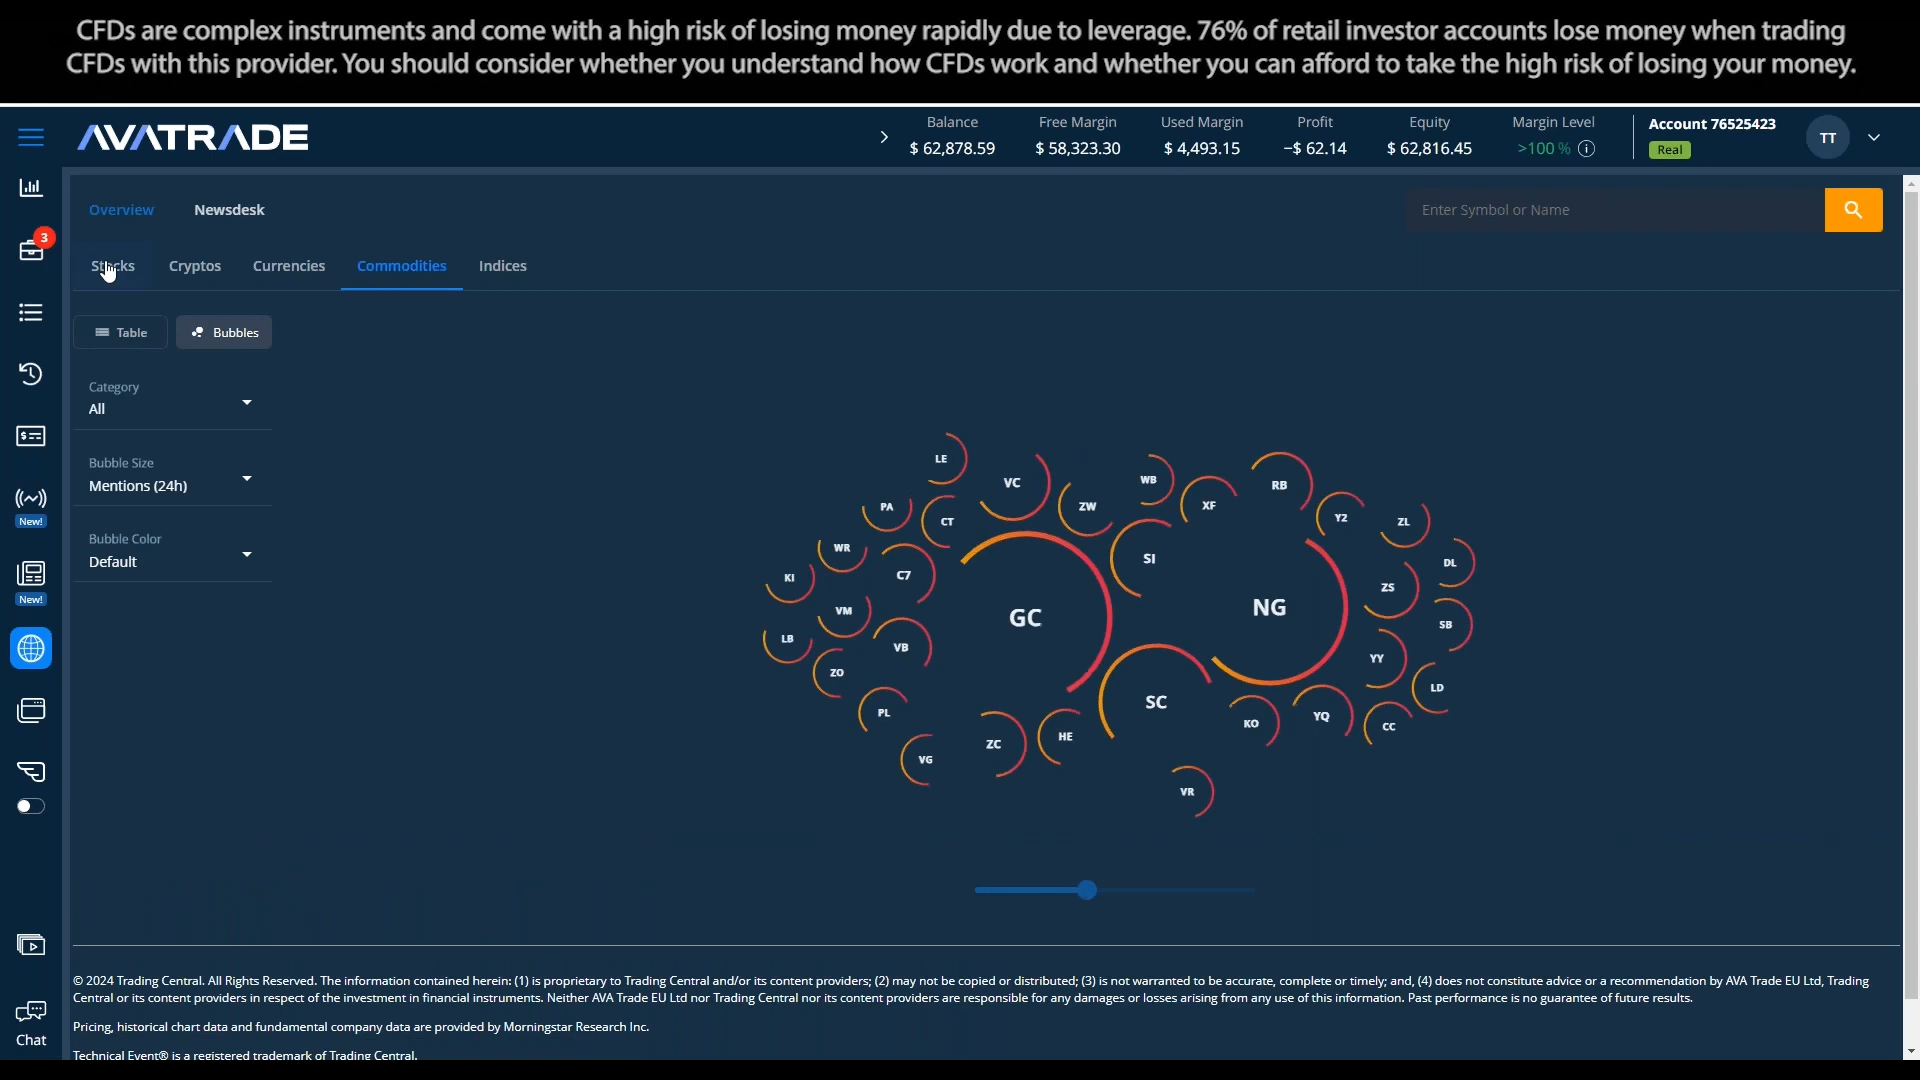 CFDs are complex instruments and come with a high risk of losing money rapidly due to leverage. 76% of retail investor accounts lose money when trading
CFDs with this provider. You should consider whether you understand how CFDs work and whether you can afford to take the high risk of losing your money.
AVATRADE
Balance
$ 62,878.59
Free Margin
$ 58,323.30
Used Margin
$ 4,493.15
Profit
−$ 62.14
Equity
$ 62,816.45
Margin Level
>100 %
Account 76525423
Real
TT
3
New!
New!
Chat
Overview Newsdesk
Enter Symbol or Name
Stocks Cryptos Currencies Commodities Indices
Table Bubbles
Category
All
Bubble Size
Mentions (24h)
Bubble Color
Default
LE
VC
WB
RB
PA
CT
ZW
XF
Y2
ZL
WR
KI
C7
SI
DL
ZS
VM
GC
NG
SB
LB
VB
YY
ZO
LD
PL
SC
YQ
KO
CC
HE
ZC
VG
VR
© 2024 Trading Central. All Rights Reserved. The information contained herein: (1) is proprietary to Trading Central and/or its content providers; (2) may not be copied or distributed; (3) is not warranted to be accurate, complete or timely; and, (4) does not constitute advice or a recommendation by AVA Trade EU Ltd, Trading
Central or its content providers in respect of the investment in financial instruments. Neither AVA Trade EU Ltd nor Trading Central nor its content providers are responsible for any damages or losses arising from any use of this information. Past performance is no guarantee of future results.
Pricing, historical chart data and fundamental company data are provided by Morningstar Research Inc.
Technical Event® is a registered trademark of Trading Central.